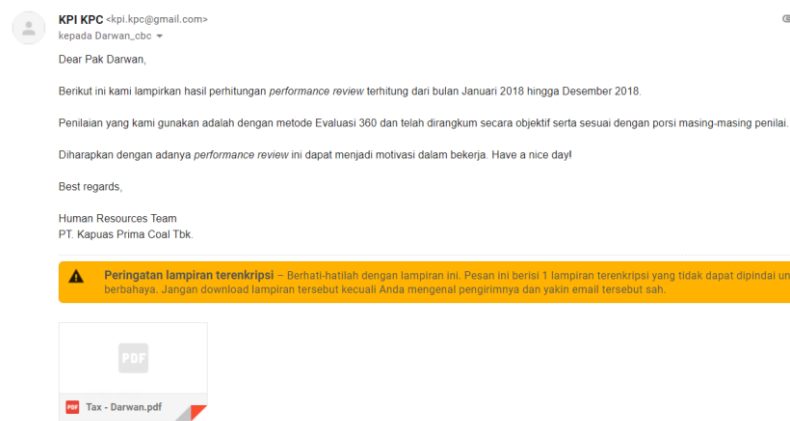 KPI KPC <kpi.kpc@gmail.com>
kepada Darwan_cbc
Dear Pak Darwan,
Berikut ini kami lampirkan hasil perhitungan performance review terhitung dari bulan Januari 2018 hingga Desember 2018.
Penilaian yang kami gunakan adalah dengan metode Evaluasi 360 dan telah dirangkum secara objektif serta sesuai dengan porsi masing-masing penilai.
Diharapkan dengan adanya performance review ini dapat menjadi motivasi dalam bekerja. Have a nice day!
Best regards,
Human Resources Team
PT. Kapuas Prima Coal Tbk.
Peringatan lampiran terenkripsi – Berhati-hatilah dengan lampiran ini. Pesan ini berisi 1 lampiran terenkripsi yang tidak dapat dipindai un
berbahaya. Jangan download lampiran tersebut kecuali Anda mengenal pengirimnya dan yakin email tersebut sah.
PDF
PDF Tax - Darwan.pdf